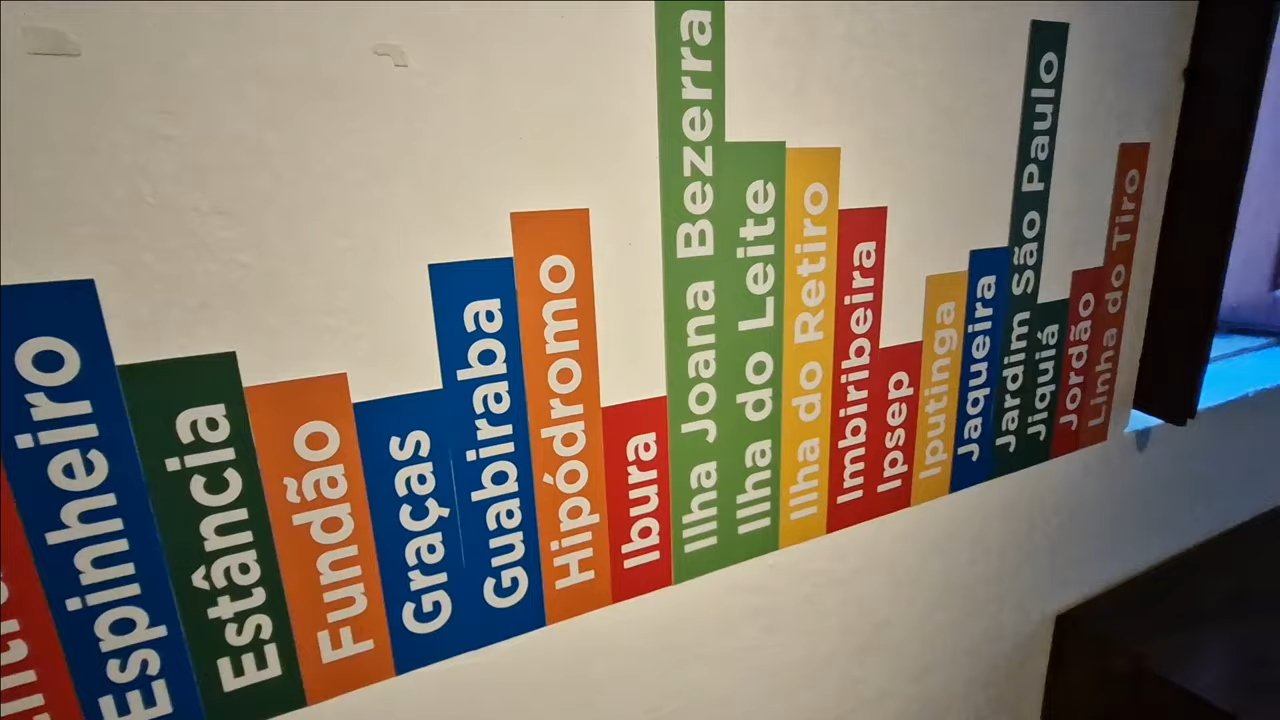 Espinheiro
Estância
Fundão
Graças
Guabiraba
Hipódromo
Ibura
Ilha Joana Bezerra
Ilha do Leite
Ilha do Retiro
Imbiribeira
Ipsep
Iputinga
Jaqueira
Jardim São Paulo
Jiquiá
Jordão
Linha do Tiro